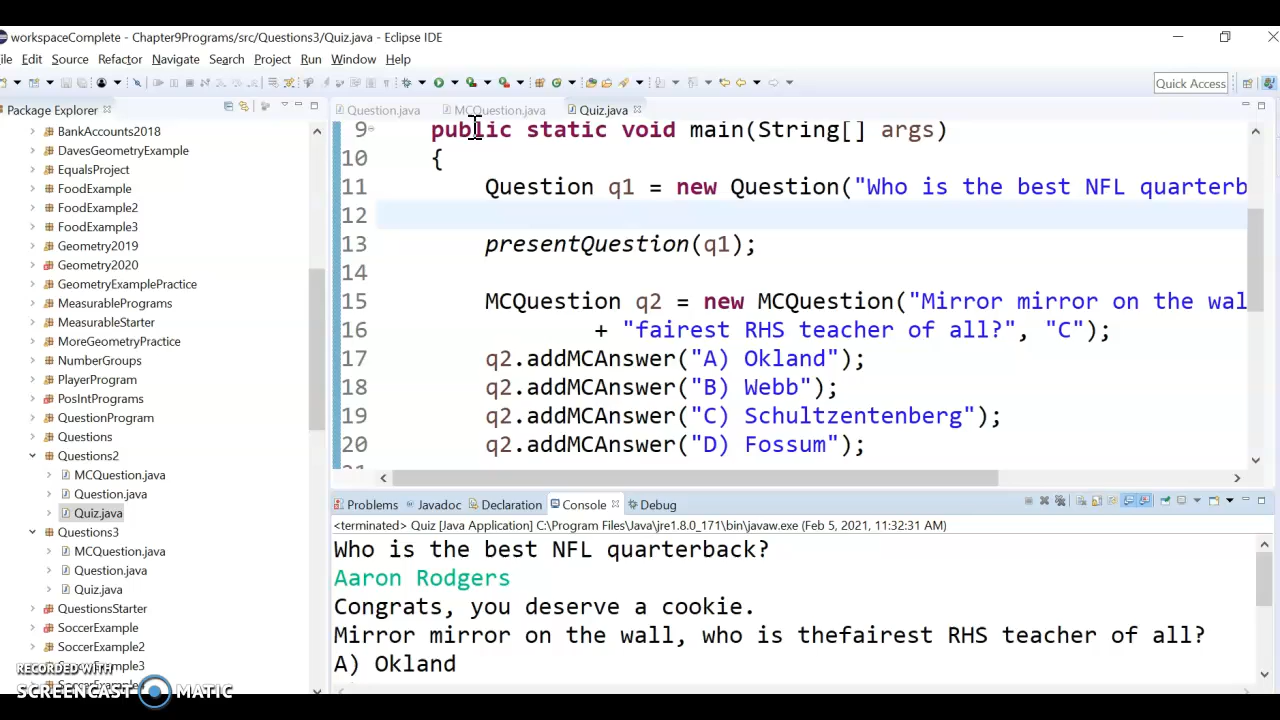 workspaceComplete - Chapter9Programs/src/Questions3/Quiz.java - Eclipse IDE
ile Edit Source Refactor Navigate Search Project Run Window Help
Quick Access
Package Explorer
Question.java MCQuestion.java Quiz.java
BankAccounts2018
DavesGeometryExample
EqualsProject
FoodExample
FoodExample2
FoodExample3
Geometry2019
Geometry2020
GeometryExamplePractice
MeasurablePrograms
MeasurableStarter
MoreGeometryPractice
NumberGroups
PlayerProgram
PosIntPrograms
QuestionProgram
Questions
Questions2
MCQuestion.java
Question.java
Quiz.java
Questions3
MCQuestion.java
Question.java
Quiz.java
QuestionsStarter
SoccerExample
SoccerExample2
RECORDED WITH
SCREENCAST MATIC
9 public static void main(String[] args)
10 {
11 Question q1 = new Question("Who is the best NFL quarterb
12
13 presentQuestion(q1);
14
15 MCQuestion q2 = new MCQuestion("Mirror mirror on the wal
16 + "fairest RHS teacher of all?", "C");
17 q2.addMCAnswer("A) Okland");
18 q2.addMCAnswer("B) Webb");
19 q2.addMCAnswer("C) Schultzentenberg");
20 q2.addMCAnswer("D) Fossum");
Problems Javadoc Declaration Console Debug
<terminated> Quiz [Java Application] C:\Program Files\Java\jre1.8.0_171\bin\javaw.exe (Feb 5, 2021, 11:32:31 AM)
Who is the best NFL quarterback?
Aaron Rodgers
Congrats, you deserve a cookie.
Mirror mirror on the wall, who is thefairest RHS teacher of all?
A) Okland